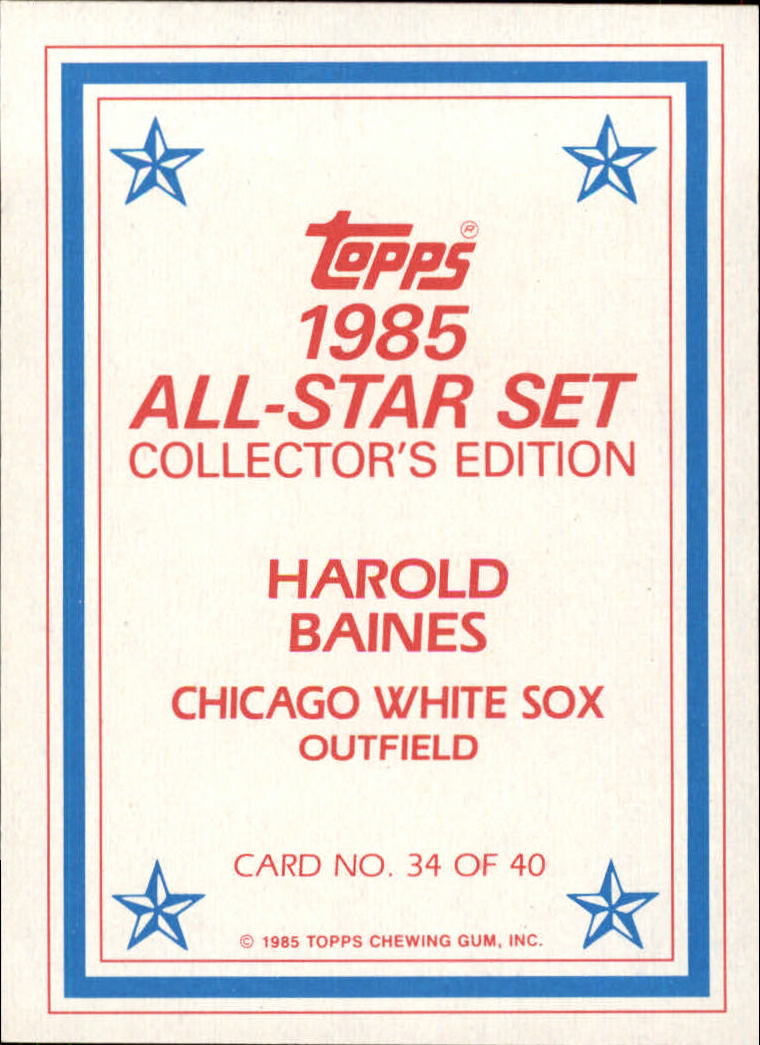 topps®
1985
ALL-STAR SET
COLLECTOR'S EDITION
HAROLD
BAINES
CHICAGO WHITE SOX
OUTFIELD
CARD NO. 34 OF 40
© 1985 TOPPS CHEWING GUM, INC.